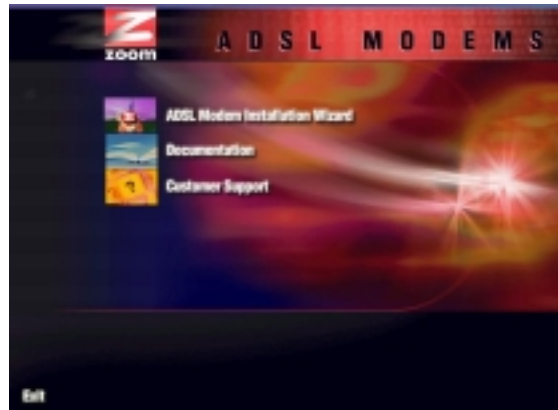 Z
zoom
ADSL MODEMS
ADSL Modem Installation Wizard
Documentation
Customer Support
?
Exit